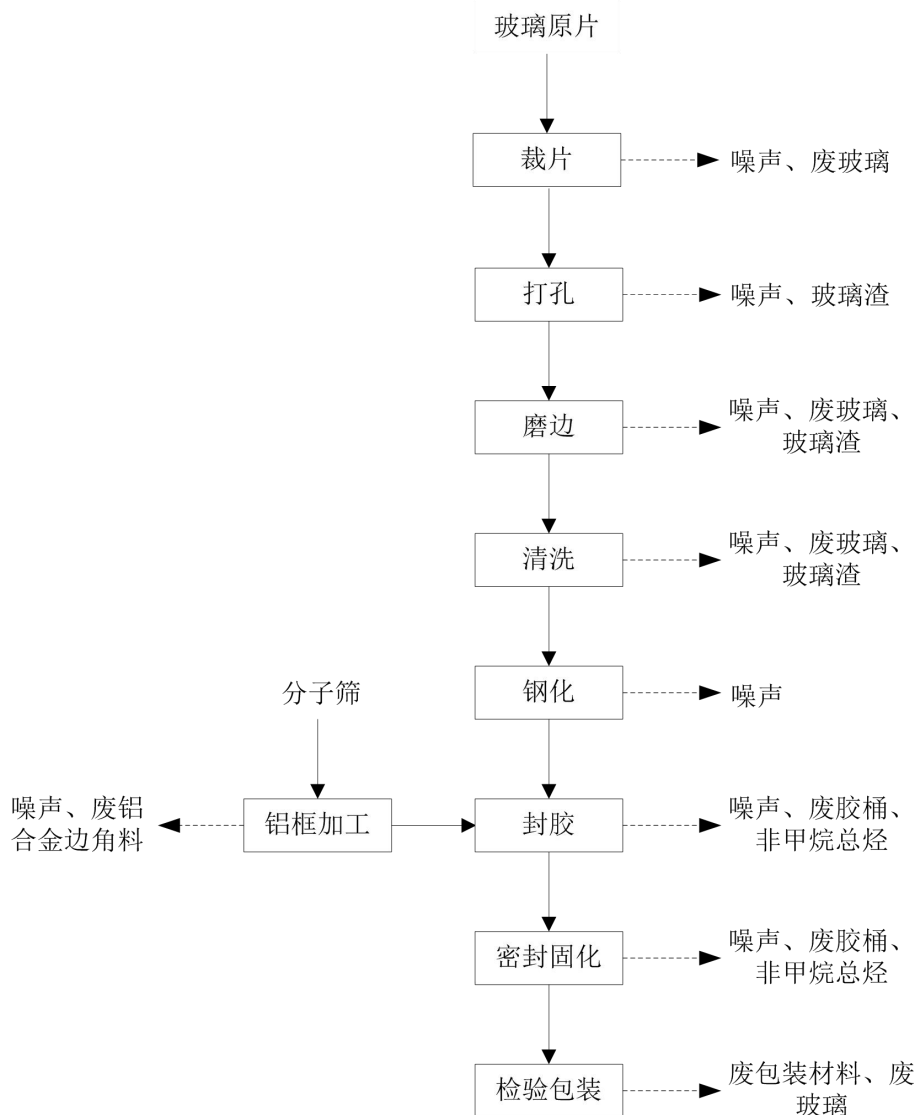 玻璃原片
裁片
噪声、废玻璃
打孔
噪声、玻璃渣
磨边
噪声、废玻璃、
玻璃渣
清洗
噪声、废玻璃、
玻璃渣
钢化
噪声
分子筛
噪声、废铝
合金边角料
铝框加工
封胶
噪声、废胶桶、
非甲烷总烃
密封固化
噪声、废胶桶、
非甲烷总烃
检验包装
废包装材料、废
玻璃